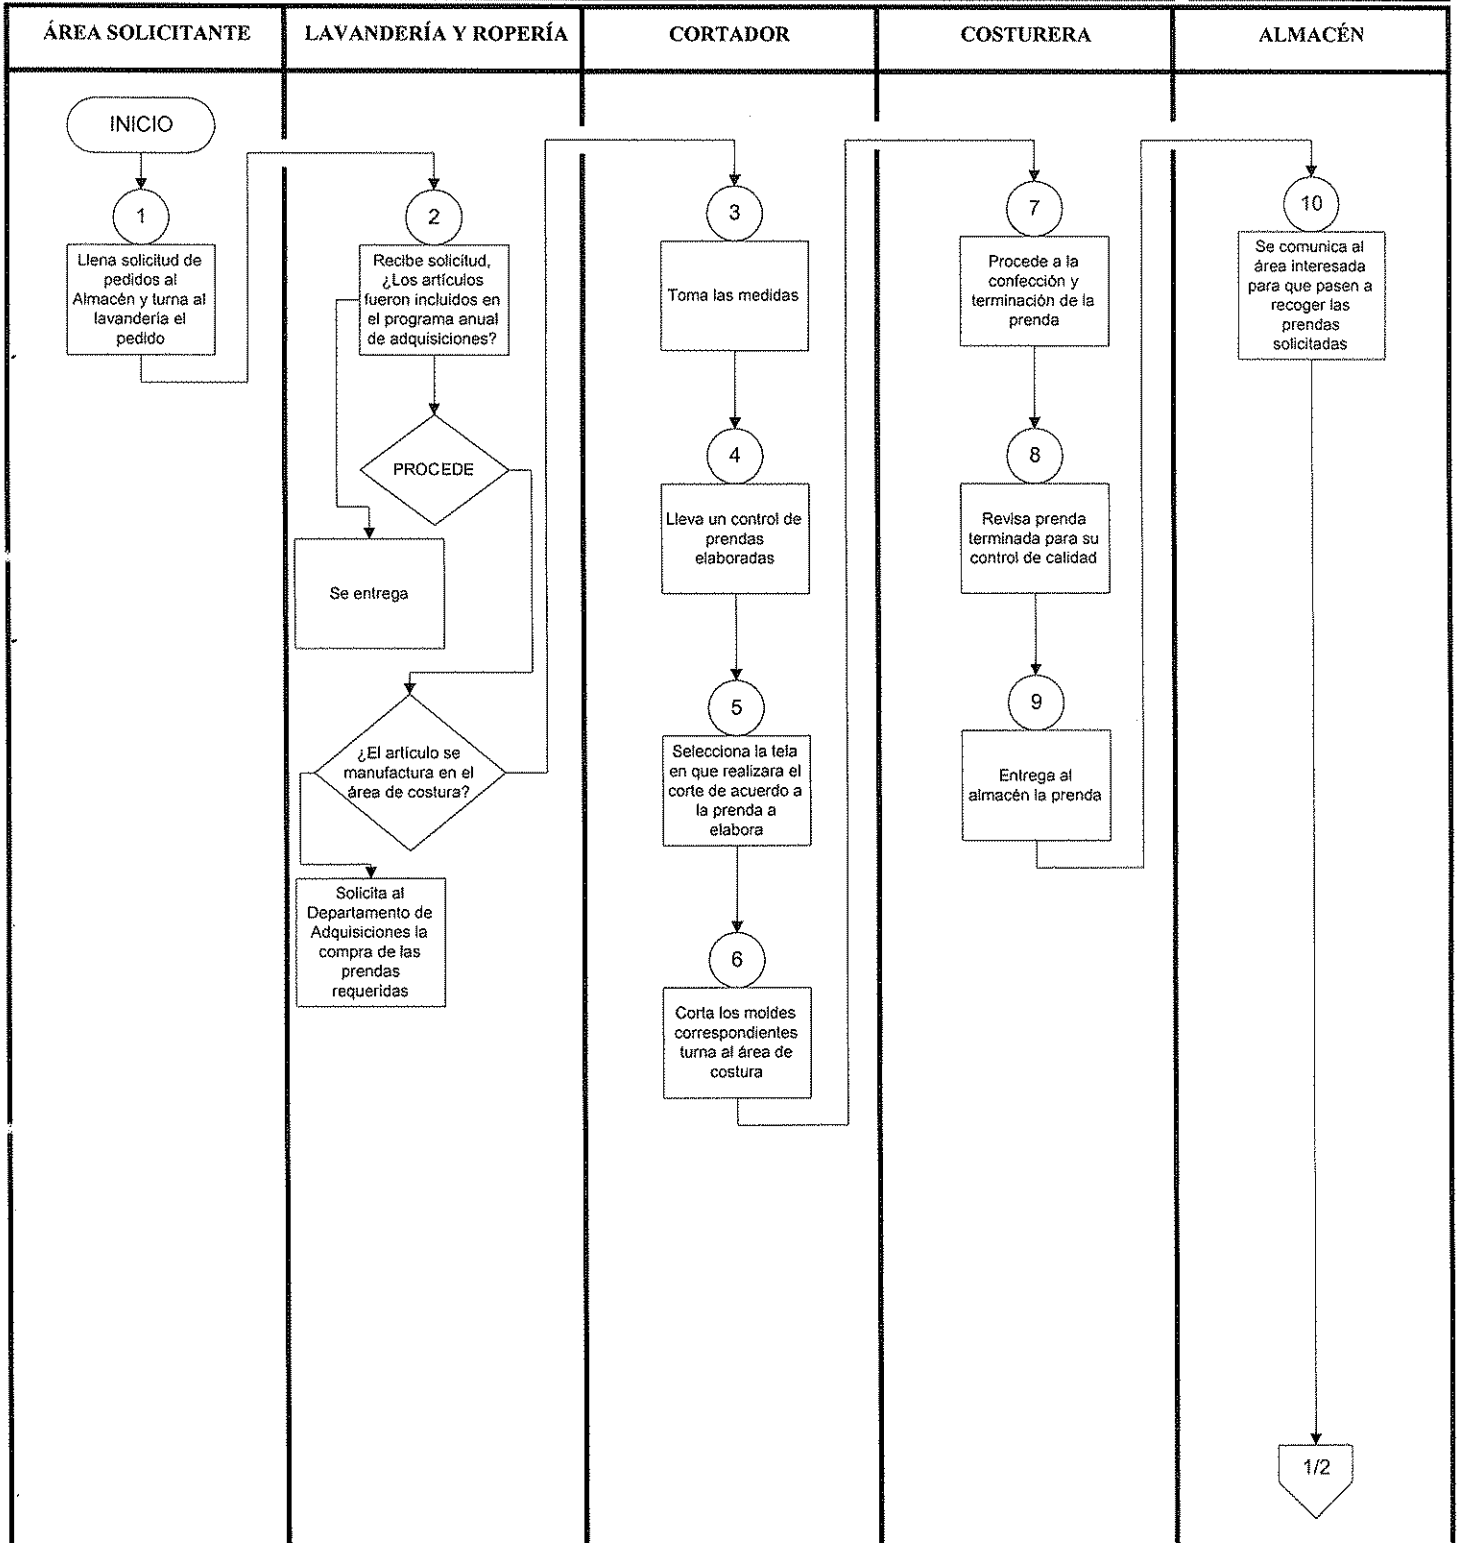 ÁREA SOLICITANTE
LAVANDERÍA Y ROPERÍA
CORTADOR
COSTURERA
ALMACÉN
INICIO
1
Llena solicitud de
pedidos al
Almacén y turna al
lavandería el
pedido
2
Recibe solicitud,
¿Los artículos
fueron incluidos en
el programa anual
de adquisiciones?
PROCEDE
Se entrega
¿El artículo se
manufactura en el
área de costura?
Solicita al
Departamento de
Adquisiciones la
compra de las
prendas
requeridas
3
Toma las medidas
4
Lleva un control de
prendas
elaboradas
5
Selecciona la tela
en que realizara el
corte de acuerdo a
la prenda a
elabora
6
Corta los moldes
correspondientes
turna al área de
costura
7
Procede a la
confección y
terminación de la
prenda
8
Revisa prenda
terminada para su
control de calidad
9
Entrega al
almacén la prenda
10
Se comunica al
área interesada
para que pasen a
recoger las
prendas
solicitadas
1/2